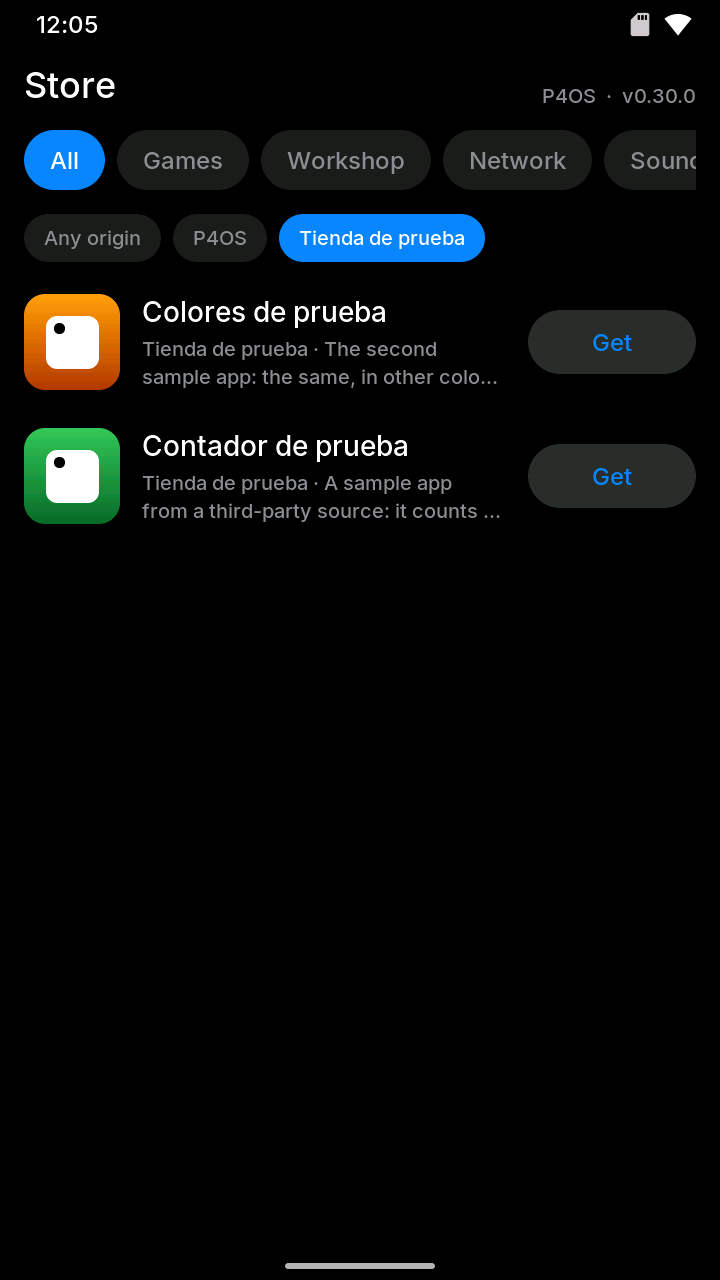 12:05
Store
P4OS · v0.30.0
All
Games
Workshop
Network
Any origin
P4OS
Tienda de prueba
Colores de prueba
Tienda de prueba · The second
sample app: the same, in other colo...
Get
Contador de prueba
Tienda de prueba · A sample app
from a third-party source: it counts ...
Get